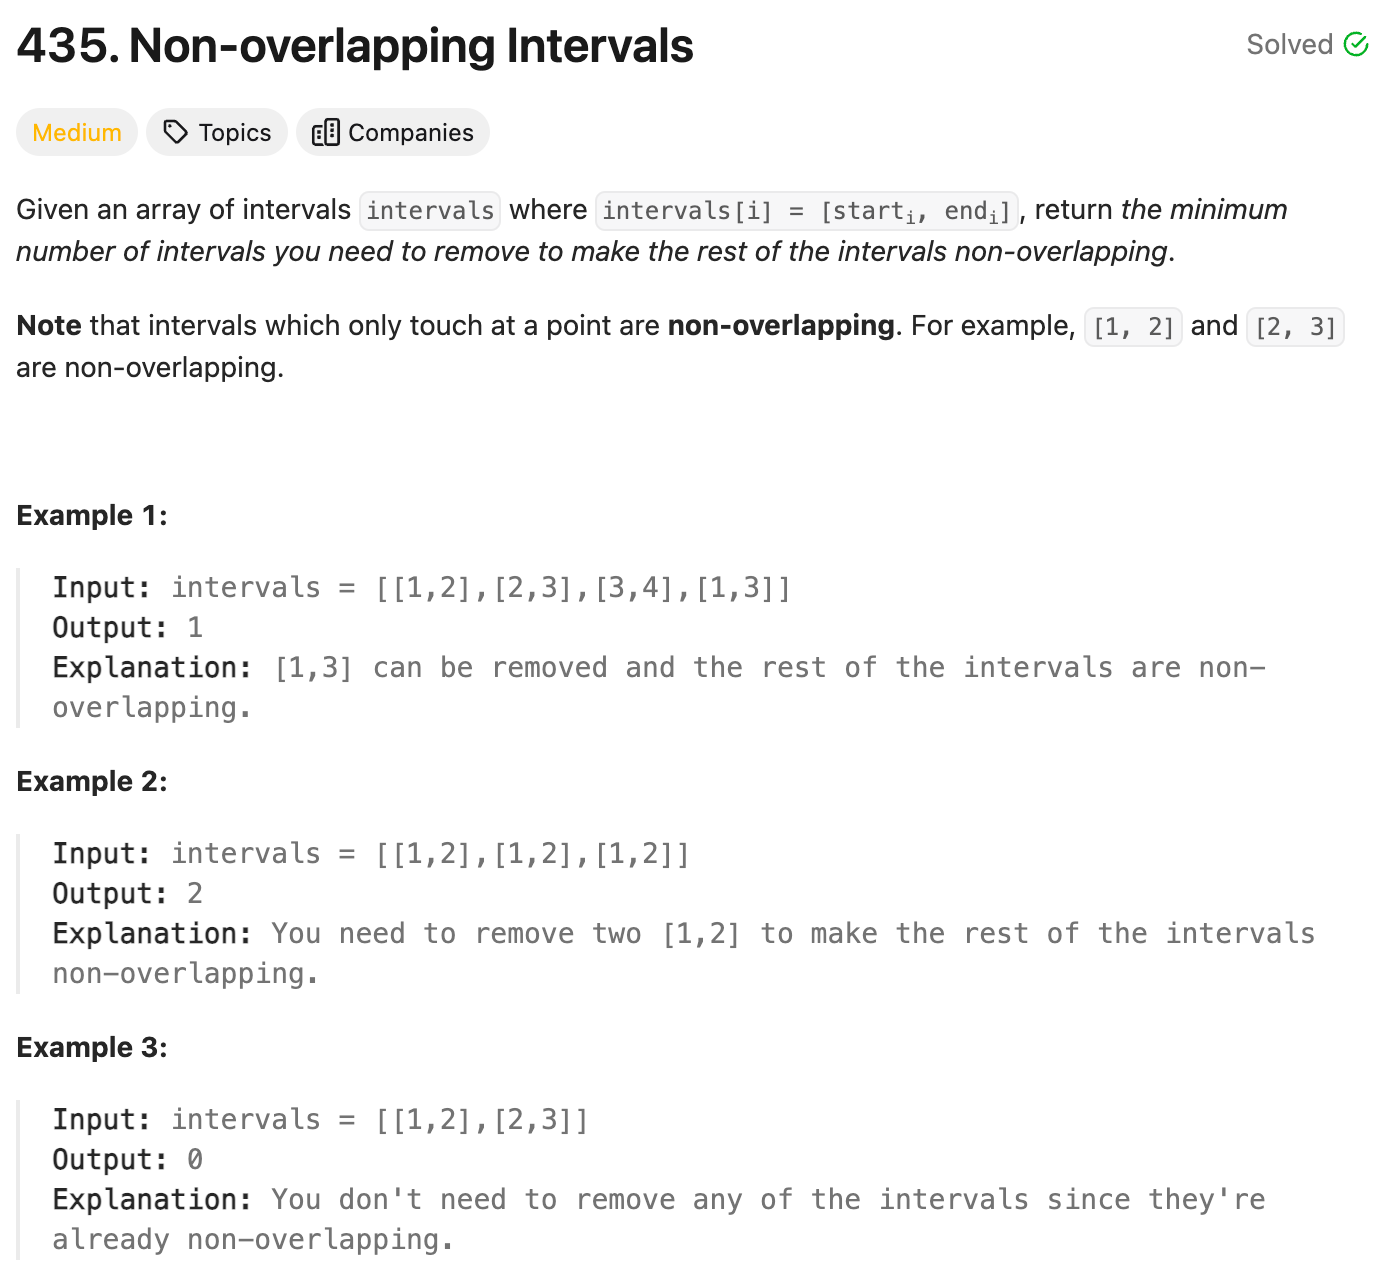 435. Non-overlapping Intervals
Solved
Medium
Topics
Companies
Given an array of intervals intervals where intervals[i] = [starti, endi], return the minimum
number of intervals you need to remove to make the rest of the intervals non-overlapping.
Note that intervals which only touch at a point are non-overlapping. For example, [1, 2] and [2, 3]
are non-overlapping.
Example 1:
Input: intervals = [[1,2],[2,3],[3,4],[1,3]]
Output: 1
Explanation: [1,3] can be removed and the rest of the intervals are non-
overlapping.
Example 2:
Input: intervals = [[1,2],[1,2],[1,2]]
Output: 2
Explanation: You need to remove two [1,2] to make the rest of the intervals
non-overlapping.
Example 3:
Input: intervals = [[1,2],[2,3]]
Output: 0
Explanation: You don't need to remove any of the intervals since they're
already non-overlapping.